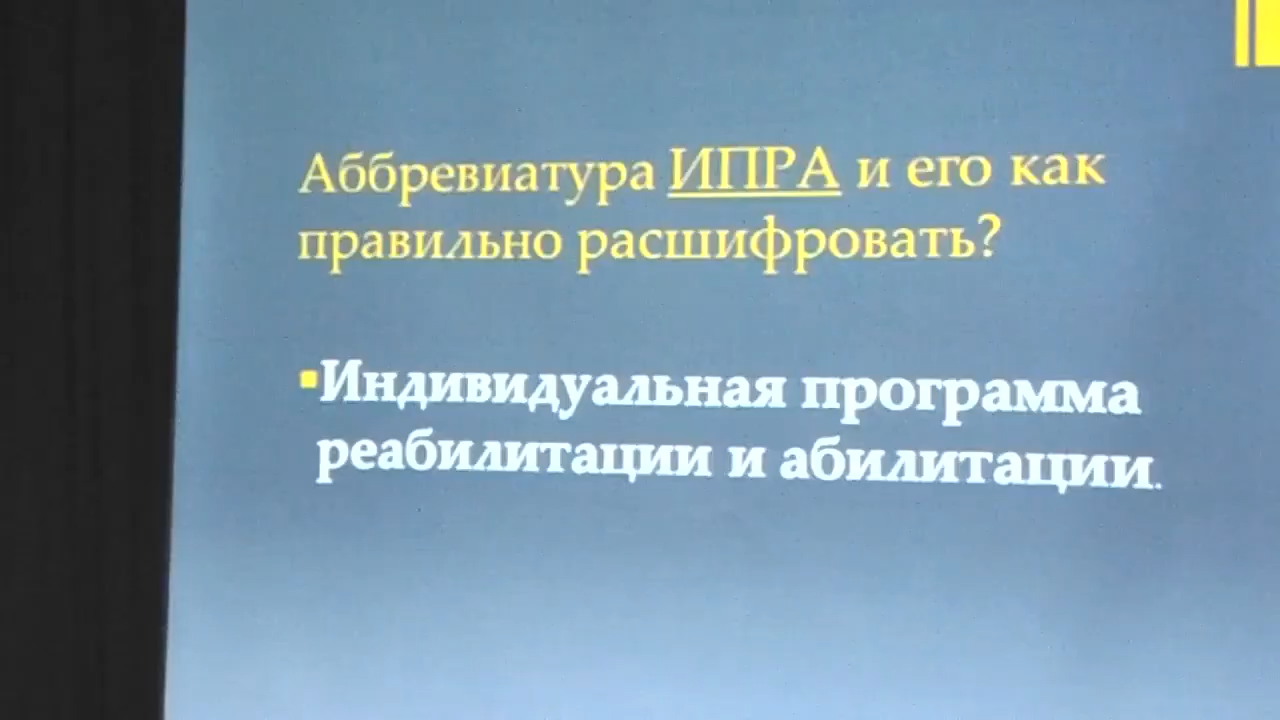 Аббревиатура ИПРА и его как
правильно расшифровать?
Индивидуальная программа
реабилитации и абилитации.